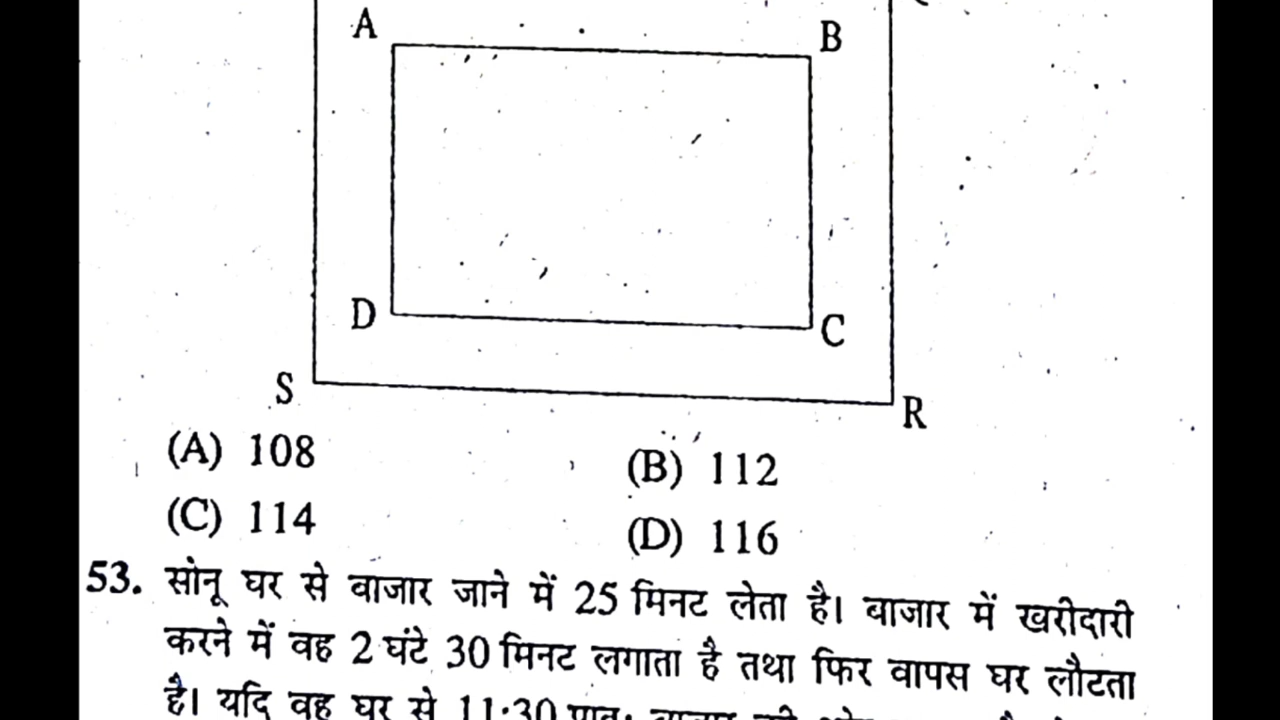 A
B
D
C
S
R
(A) 108
(B) 112
(C) 114
(D) 116
53. सोनू घर से बाजार जाने में 25 मिनट लेता है। बाजार में खरीदारी
करने में वह 2 घंटे 30 मिनट लगाता है तथा फिर वापस घर लौटता
है। यदि वह घर से 11·30